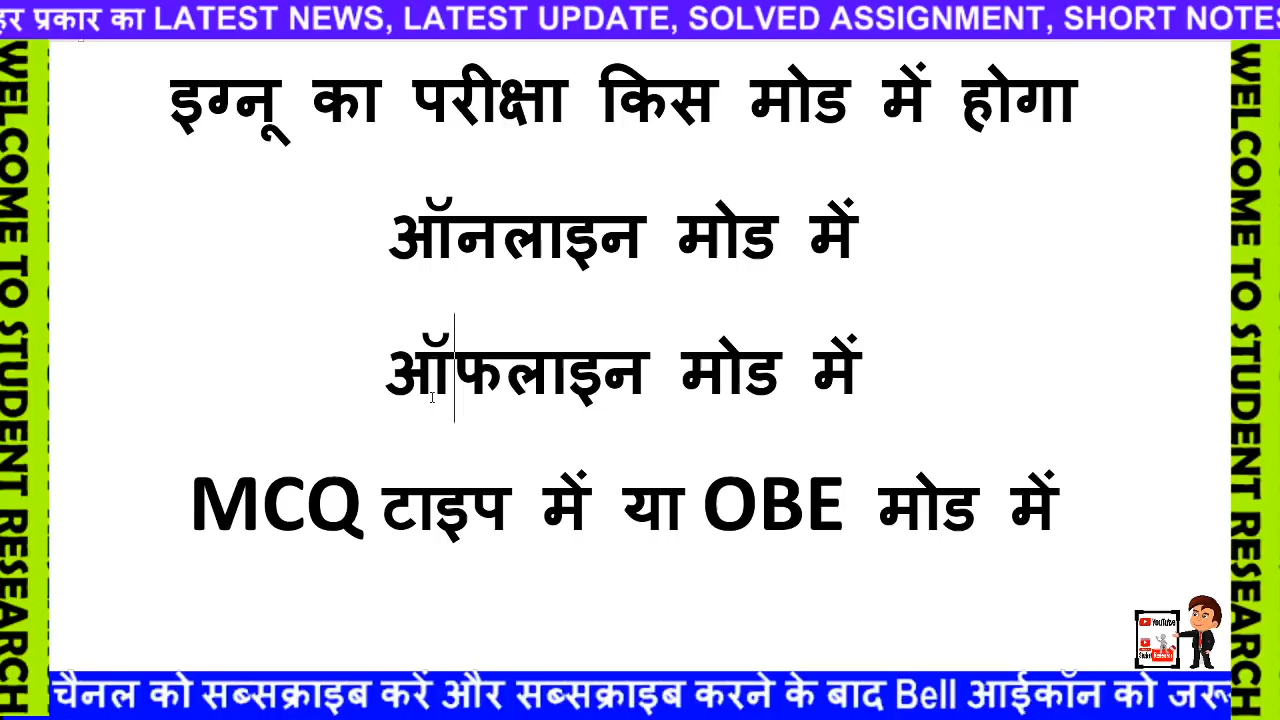 हर प्रकार का LATEST NEWS, LATEST UPDATE, SOLVED ASSIGNMENT, SHORT NOTES
WELCOME TO STUDENT RESEARCH
इग्नू का परीक्षा किस मोड में होगा
ऑनलाइन मोड में
ऑफलाइन मोड में
MCQ टाइप में या OBE मोड में
WELCOME TO STUDENT RESEARCH
YouTube
चैनल को सब्सक्राइब करें और सब्सक्राइब करने के बाद Bell आईकॉन को